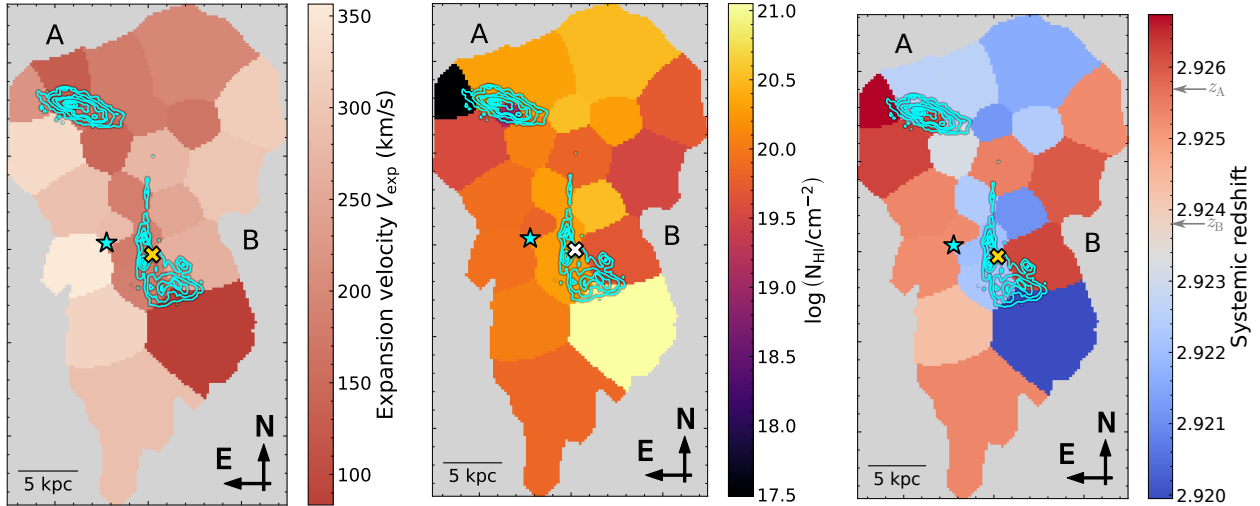 A
B
N
E
5 kpc
350
300
250
200
150
100
Expansion velocity V_exp (km/s)
A
B
N
E
5 kpc
21.0
20.5
20.0
19.5
19.0
18.5
18.0
17.5
log (N_HI/cm⁻²)
A
B
N
E
5 kpc
2.926
z_A
2.925
2.924
z_B
2.923
2.922
2.921
2.920
Systemic redshift